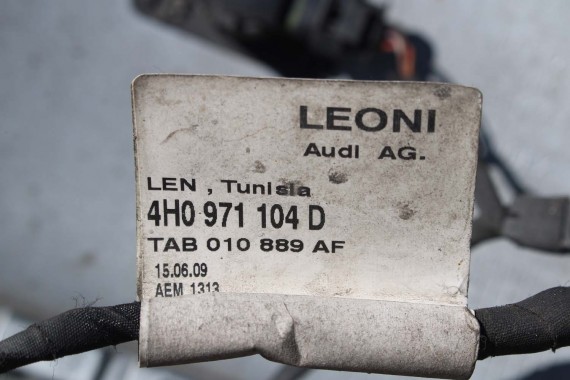 LEONI
Audi AG.
LEN , Tunisia
4H0 971 104 D
TAB 010 889 AF
15.06.09
AEM 1313